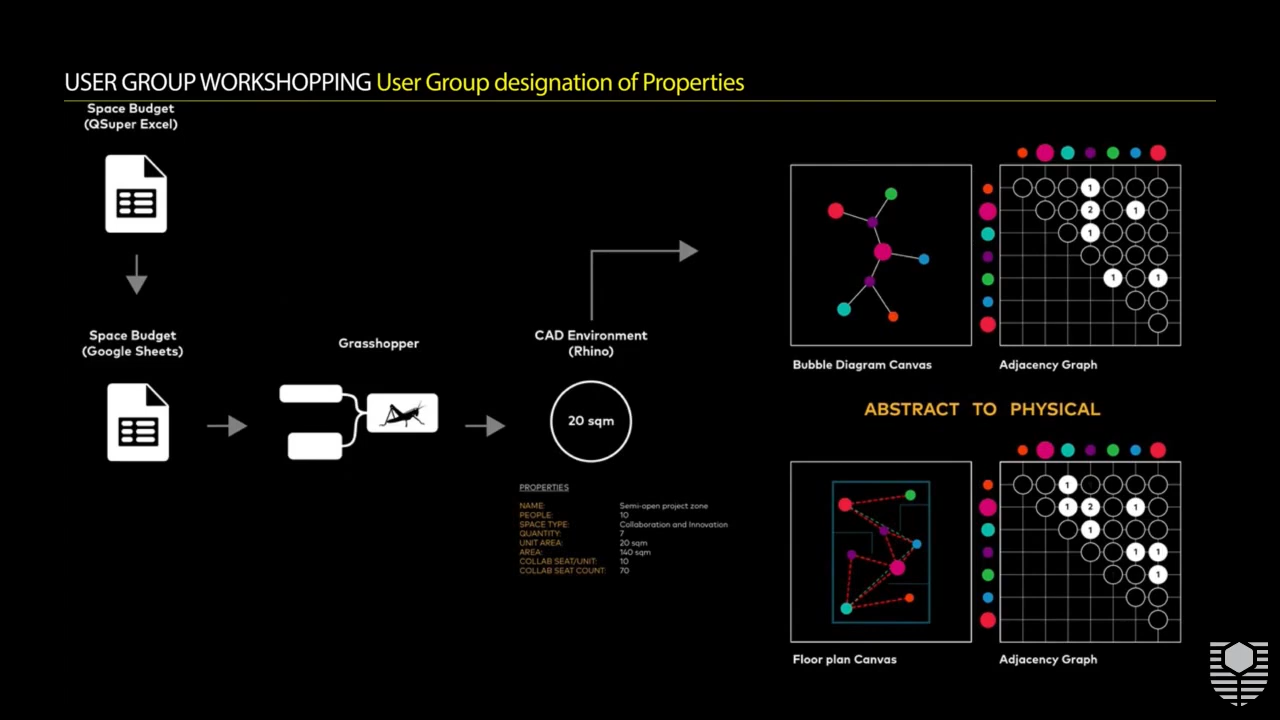 USER GROUP WORKSHOPPING User Group designation of Properties
Space Budget
(QSuper Excel)
Space Budget
(Google Sheets)
Grasshopper
CAD Environment
(Rhino)
20 sqm
PROPERTIES
NAME: Semi-open project zone
PEOPLE: 10
SPACE TYPE: Collaboration and Innovation
QUANTITY: 7
UNIT AREA: 20 sqm
AREA: 140 sqm
COLLAB SEAT/UNIT: 10
COLLAB SEAT COUNT: 70
1
2 1
1
1 1
Bubble Diagram Canvas
Adjacency Graph
ABSTRACT TO PHYSICAL
1
1 2 1
1
1 1
1
Floor plan Canvas
Adjacency Graph